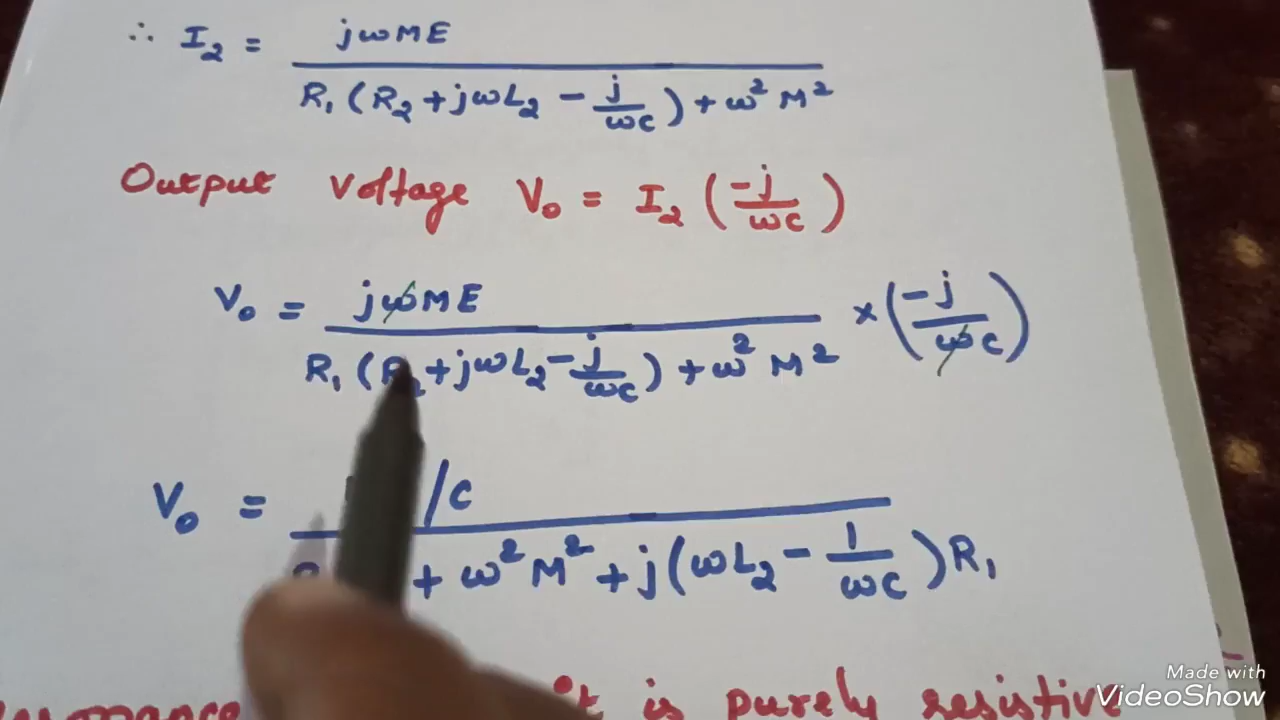 ∴ I₂ = jωME / R₁(R₂ + jωL₂ − j/ωc) + ω²M²
Output Voltage V₀ = I₂ (−j/ωc)
V₀ = jωME / R₁(R₂ + jωL₂ − j/ωc) + ω²M² × (−j/ωc)
V₀ = /C / + ω²M² + j(ωL₂ − 1/ωc)R₁
it is purely resistive
Made with
VideoShow